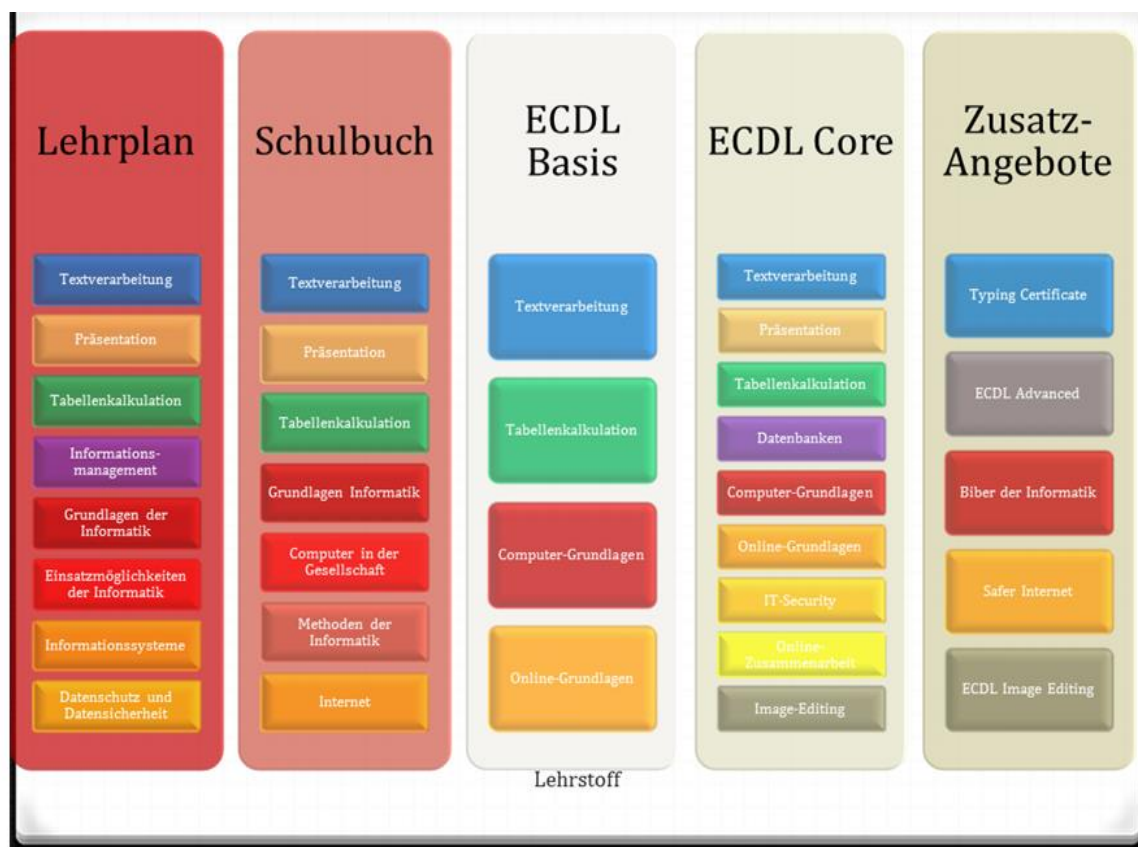 Lehrplan
Textverarbeitung
Präsentation
Tabellenkalkulation
Informations-
management
Grundlagen der
Informatik
Einsatzmöglichkeiten
der Informatik
Informationssysteme
Datenschutz und
Datensicherheit
Schulbuch
Textverarbeitung
Präsentation
Tabellenkalkulation
Grundlagen Informatik
Computer in der
Gesellschaft
Methoden der
Informatik
Internet
ECDL
Basis
Textverarbeitung
Tabellenkalkulation
Computer-Grundlagen
Online-Grundlagen
ECDL Core
Textverarbeitung
Präsentation
Tabellenkalkulation
Datenbanken
Computer-Grundlagen
Online-Grundlagen
IT-Security
Online-
Zusammenarbeit
Image-Editing
Zusatz-
Angebote
Typing Certificate
ECDL Advanced
Biber der Informatik
Safer Internet
ECDL Image Editing
Lehrstoff